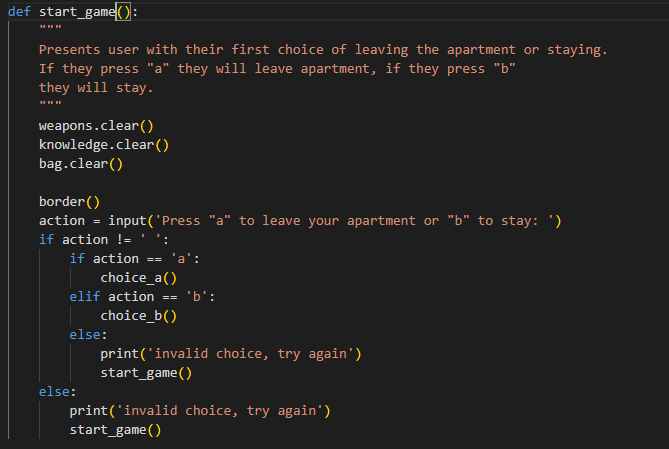 def start_game():
    """
    Presents user with their first choice of leaving the apartment or staying.
    If they press "a" they will leave apartment, if they press "b"
    they will stay.
    """
    weapons.clear()
    knowledge.clear()
    bag.clear()

    border()
    action = input('Press "a" to leave your apartment or "b" to stay: ')
    if action != ' ':
        if action == 'a':
            choice_a()
        elif action == 'b':
            choice_b()
        else:
            print('invalid choice, try again')
            start_game()
    else:
        print('invalid choice, try again')
        start_game()